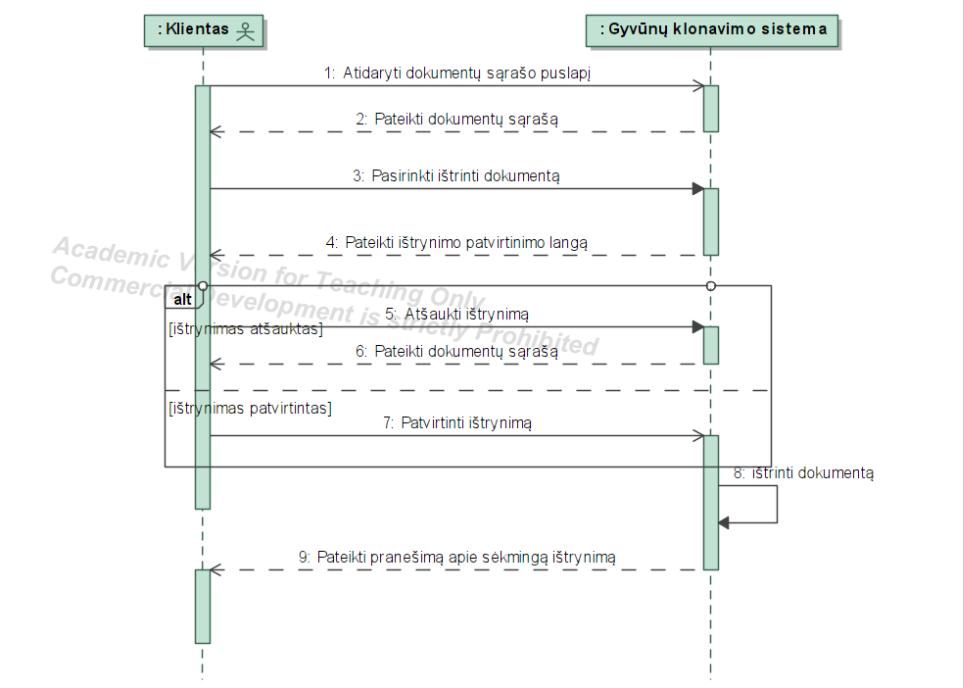 : Klientas
: Gyvūnų klonavimo sistema
1: Atidaryti dokumentų sąrašo puslapį
2: Pateikti dokumentų sąrašą
3: Pasirinkti ištrinti dokumentą
4: Pateikti ištrynimo patvirtinimo langą
Academic Version for Teaching Only
Commercial Development is strictly Prohibited
alt
5: Atšaukti ištrynimą
[ištrynimas atšauktas]
6: Pateikti dokumentų sąrašą
[ištrynimas patvirtintas]
7: Patvirtinti ištrynimą
8: ištrinti dokumentą
9: Pateikti pranešimą apie sėkmingą ištrynimą